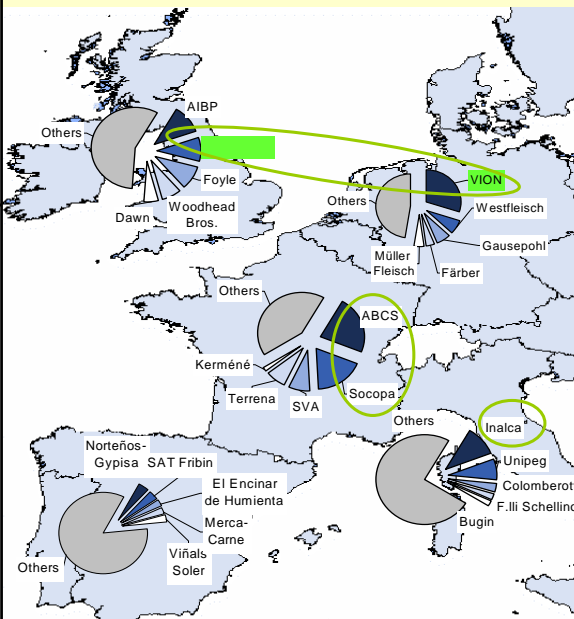 AIBP
Others
Foyle
Woodhead
Bros.
Dawn
VION
Others
Westfleisch
Gausepohl
Müller
Fleisch
Färber
Others
ABCS
Kerméné
Terrena
SVA
Socopa
Others
Inalca
Unipeg
Colomberot
F.lli Schellino
Bugin
Norteños-
Gypisa
SAT Fribin
El Encinar
de Humienta
Merca-
Carne
Viñals
Soler
Others